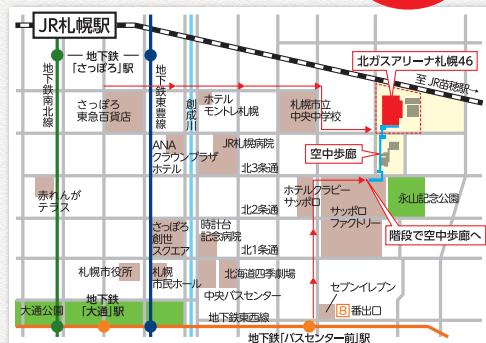 JR札幌駅
北ガスアリーナ札幌46
至 JR苗穂駅→
地下鉄
「さっぽろ」駅
地下鉄南北線
地下鉄東豊線
創成川
さっぽろ
東急百貨店
ホテル
モントレ札幌
札幌市立
中央中学校
ANA
クラウンプラザ
ホテル
JR札幌病院
空中歩廊
北3条通
赤れんが
テラス
ホテルクラビー
サッポロ
永山記念公園
北2条通
サッポロ
ファクトリー
さっぽろ
創世
スクエア
時計台
記念病院
階段で空中歩廊へ
北1条通
札幌市役所
札幌
市民ホール
北海道四季劇場
中央バスセンター
セブンイレブン
大通公園
地下鉄
「大通」駅
8番出口
地下鉄東西線
地下鉄「バスセンター前」駅